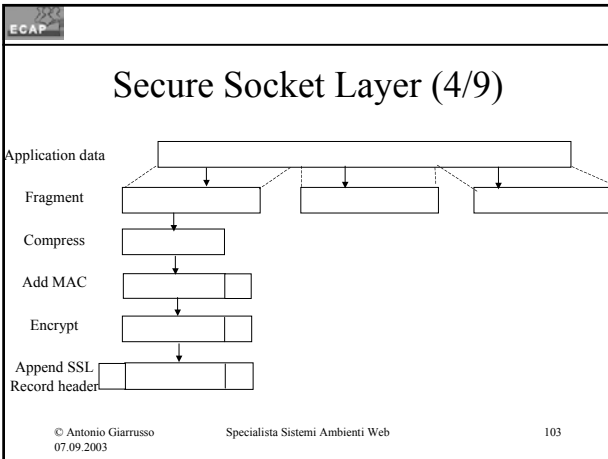 ECAP
Secure Socket Layer (4/9)
Application data
Fragment
Compress
Add MAC
Encrypt
Append SSL
Record header
© Antonio Giarrusso Specialista Sistemi Ambienti Web 103
07.09.2003